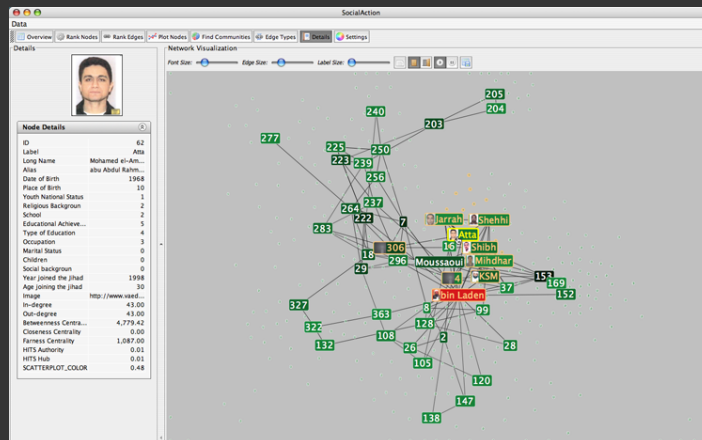 SocialAction
Data
Overview Rank Nodes Rank Edges Plot Nodes Find Communities Edge Types Details Settings
Details
Network Visualization
Font Size: Edge Size: Label Size:
Node Details
ID 62
Label Atta
Long Name Mohamed el-Am...
Alias abu Abdul Rahm...
Date of Birth 1968
Place of Birth 10
Youth National Status 1
Religious Backgroun 2
School 2
Educational Achieve... 5
Type of Education 4
Occupation 3
Marital Status 0
Children 0
Social background 0
Year joined the Jihad 1998
Age joining the Jihad 30
Image http://www.vaed...
In-degree 43.00
Out-degree 43.00
Betweenness Centra... 4,779.42
Closeness Centrality 0.00
Farness Centrality 1,087.00
HITS Authority 0.01
HITS Hub 0.01
SCATTERPLOT_COLOR 0.48
205
204
240
203
277
225
250
223
239
256
237
264
222
7
Jarrah
Shehhi
283
Atta
306
16
Shibh
18
296
Moussaoui
Mihdhar
29
4
KSM
153
169
37
bin Laden
152
327
8
99
363
322
128
108
2
132
26
28
105
120
147
138